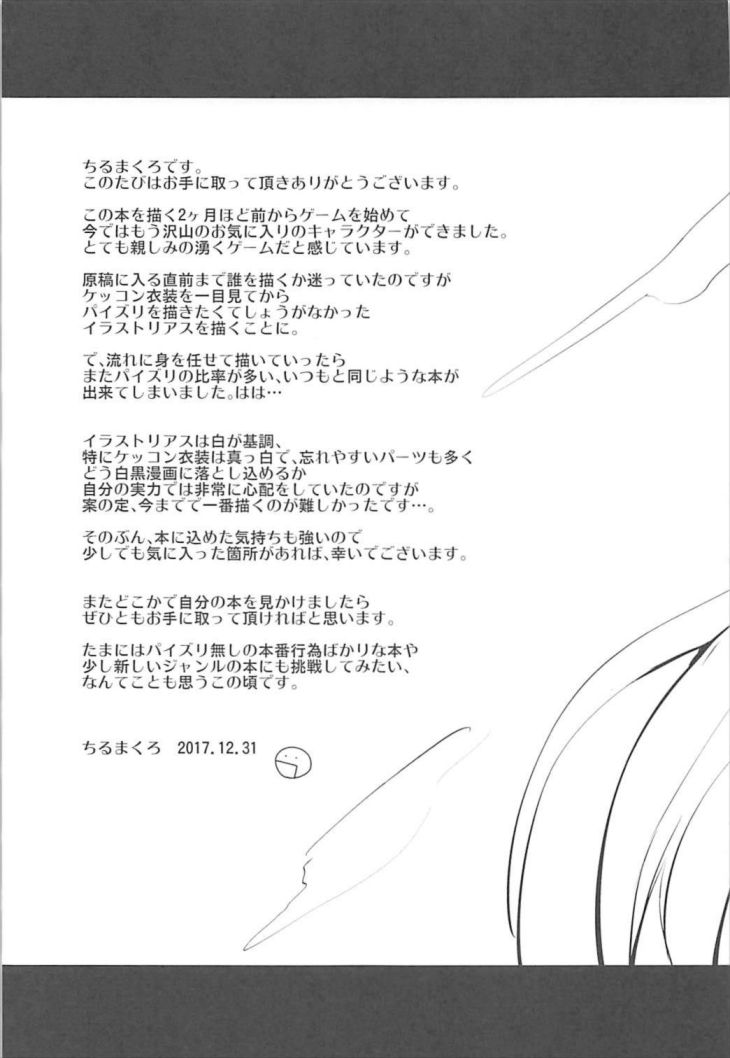 ちるまくろです。
このたびはお手に取って頂きありがとうございます。
この本を描く2ヶ月ほど前からゲームを始めて
今ではもう沢山のお気に入りのキャラクターができました。
とても親しみの湧くゲームだと感じています。
原稿に入る直前まで誰を描くか迷っていたのですが
ケッコン衣装を一目見てから
パイズリを描きたくてしょうがなかった
イラストリアスを描くことに。
で、流れに身を任せて描いていったら
またパイズリの比率が多い、いつもと同じような本が
出来てしまいました。はは…
イラストリアスは白が基調、
特にケッコン衣装は真っ白で、忘れやすいパーツも多く
どう白黒漫画に落とし込めるか
自分の実力では非常に心配をしていたのですが
案の定、今までで一番描くのが難しかったです…。
そのぶん、本に込めた気持ちも強いので
少しでも気に入った箇所があれば、幸いでございます。
またどこかで自分の本を見かけましたら
ぜひともお手に取って頂ければと思います。
たまにはパイズリ無しの本番行為ばかりな本や
少し新しいジャンルの本にも挑戦してみたい、
なんてことも思うこの頃です。
ちるまくろ 2017.12.31